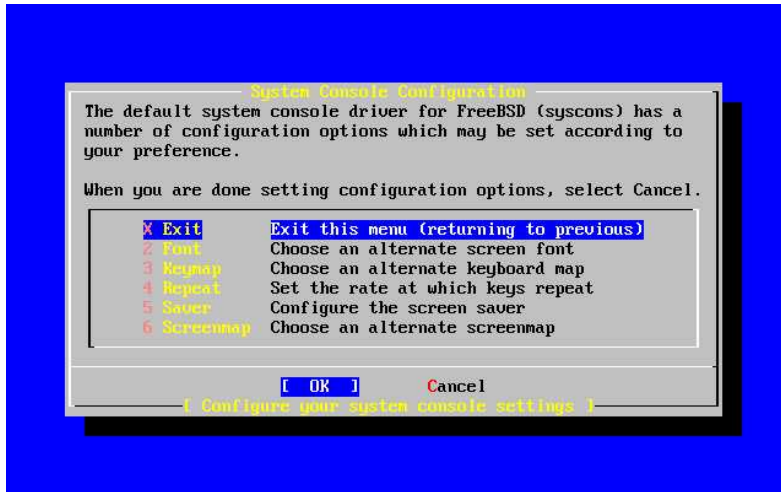 System Console Configuration
The default system console driver for FreeBSD (syscons) has a
number of configuration options which may be set according to
your preference.
When you are done setting configuration options, select Cancel.
X Exit Exit this menu (returning to previous)
2 Font Choose an alternate screen font
3 Keymap Choose an alternate keyboard map
4 Repeat Set the rate at which keys repeat
5 Saver Configure the screen saver
6 Screenmap Choose an alternate screenmap
[ OK ] Cancel
[ Configure your system console settings ]